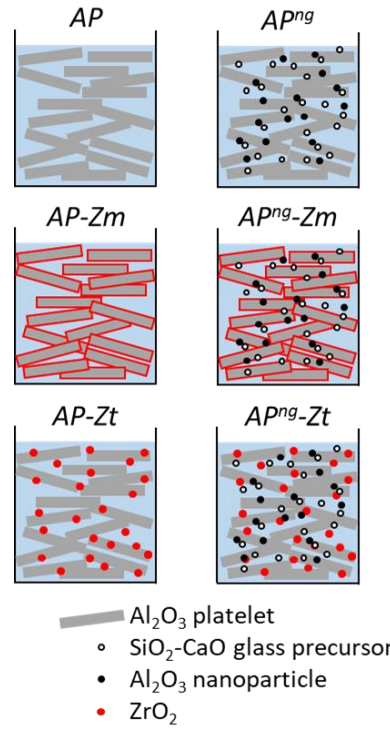 AP
APⁿᵍ
AP-Zm
APⁿᵍ-Zm
AP-Zt
APⁿᵍ-Zt
Al₂O₃ platelet
SiO₂-CaO glass precursor
Al₂O₃ nanoparticle
ZrO₂